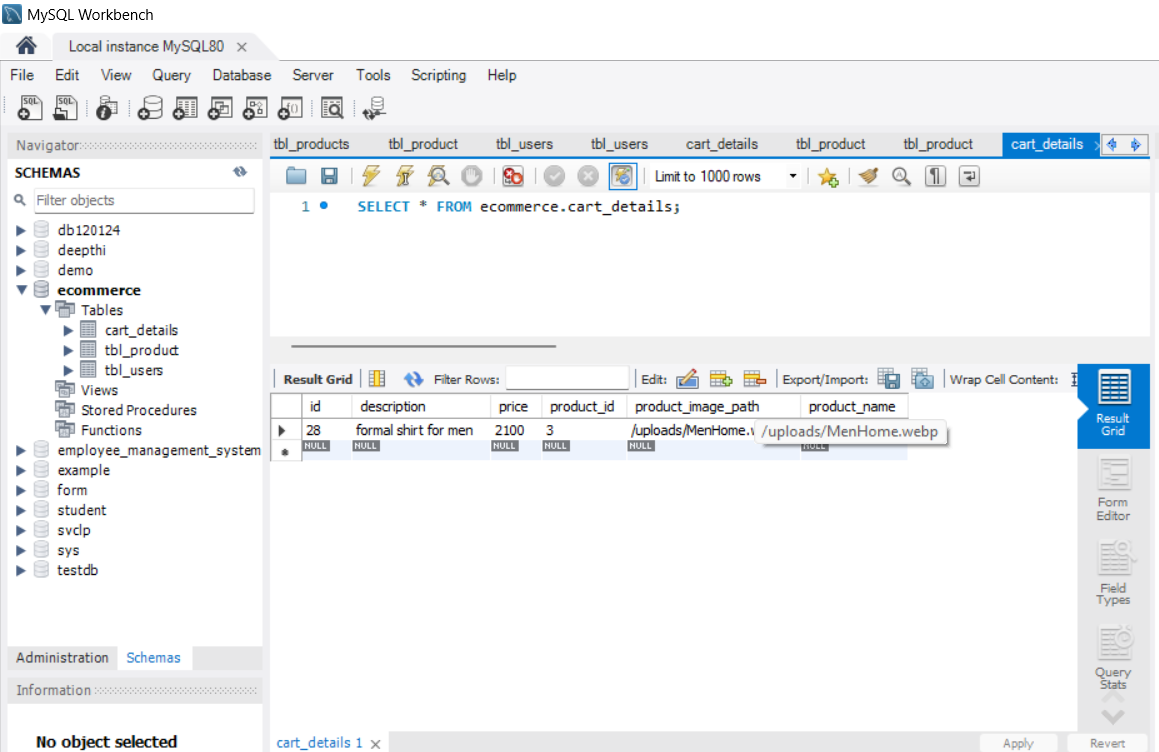 MySQL Workbench
Local instance MySQL80
File Edit View Query Database Server Tools Scripting Help
SQL SQL
Navigator
SCHEMAS
Filter objects
db120124
deepthi
demo
ecommerce
Tables
cart_details
tbl_product
tbl_users
Views
Stored Procedures
Functions
employee_management_system
example
form
student
svclp
sys
testdb
Administration Schemas
Information
No object selected
tbl_products tbl_product tbl_users tbl_users cart_details tbl_product tbl_product cart_details
Limit to 1000 rows
1 SELECT * FROM ecommerce.cart_details;
Result Grid Filter Rows: Edit: Export/Import: Wrap Cell Content:
id description price product_id product_image_path product_name
28 formal shirt for men 2100 3 /uploads/MenHome.
/uploads/MenHome.webp
NULL NULL NULL NULL NULL NULL
Result
Grid
Form
Editor
Field
Types
Query
Stats
cart_details 1
Apply Revert